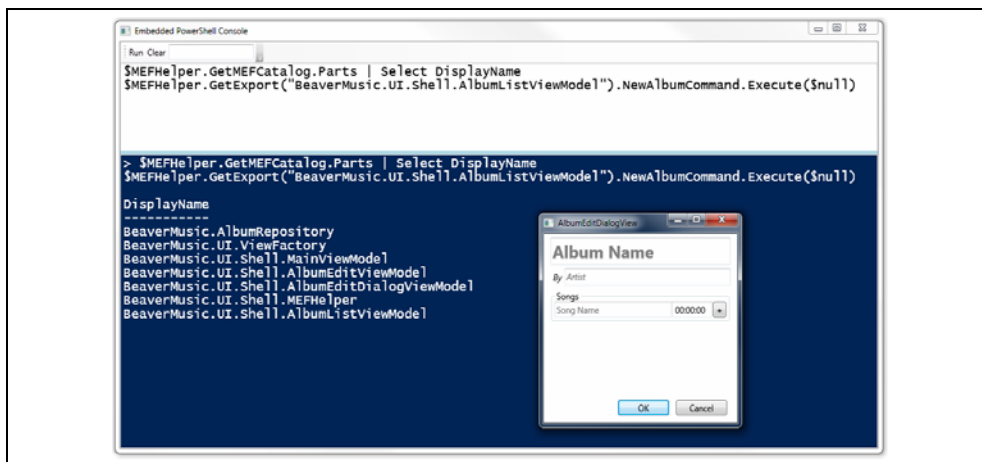 Embedded PowerShell Console
Run Clear
$MEFHelper.GetMEFCatalog.Parts | Select DisplayName
$MEFHelper.GetExport("BeaverMusic.UI.Shell.AlbumListViewModel").NewAlbumCommand.Execute($null)
> $MEFHelper.GetMEFCatalog.Parts | Select DisplayName
$MEFHelper.GetExport("BeaverMusic.UI.Shell.AlbumListViewModel").NewAlbumCommand.Execute($null)
DisplayName
-----------
BeaverMusic.AlbumRepository
BeaverMusic.UI.ViewFactory
BeaverMusic.UI.Shell.MainViewModel
BeaverMusic.UI.Shell.AlbumEditViewModel
BeaverMusic.UI.Shell.AlbumEditDialogViewModel
BeaverMusic.UI.Shell.MEFHelper
BeaverMusic.UI.Shell.AlbumListViewModel
AlbumEditDialogView
Album Name
By Artist
Songs
Song Name 00:00:00 +
OK Cancel